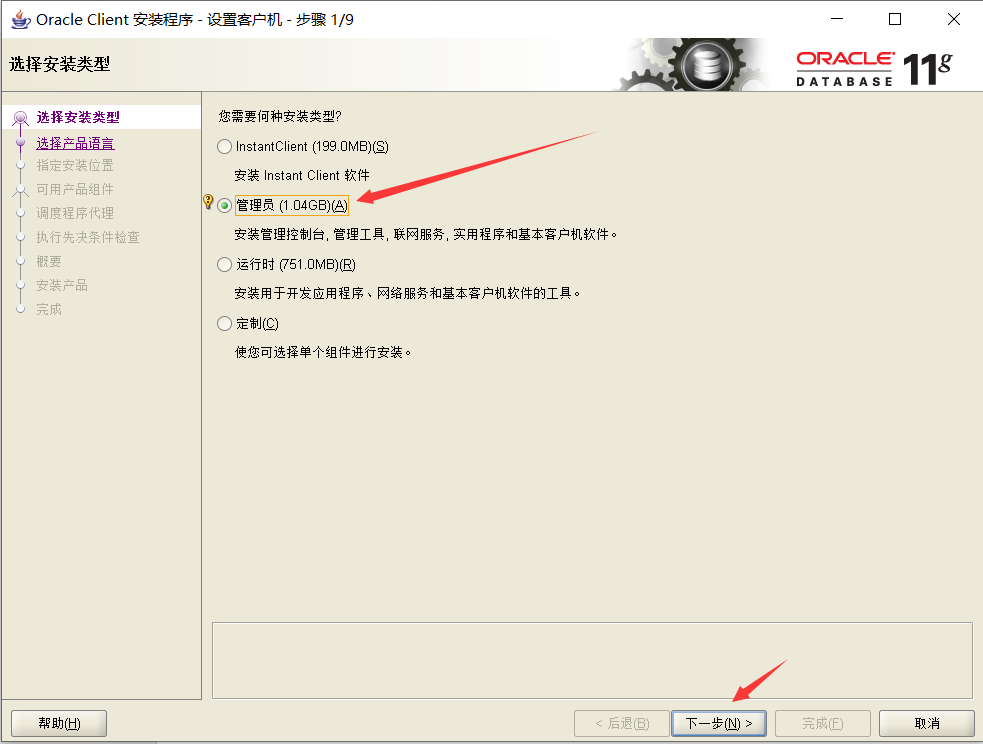 Oracle Client 安装程序 - 设置客户机 - 步骤 1/9
选择安装类型
ORACLE
DATABASE 11g
选择安装类型
选择产品语言
指定安装位置
可用产品组件
调度程序代理
执行先决条件检查
概要
安装产品
完成
您需要何种安装类型?
InstantClient (199.0MB)(S)
安装 Instant Client 软件
管理员 (1.04GB)(A)
安装管理控制台, 管理工具, 联网服务, 实用程序和基本客户机软件。
运行时 (751.0MB)(R)
安装用于开发应用程序、网络服务和基本客户机软件的工具。
定制(C)
使您可选择单个组件进行安装。
帮助(H)
< 后退(B)
下一步(N) >
完成(F)
取消